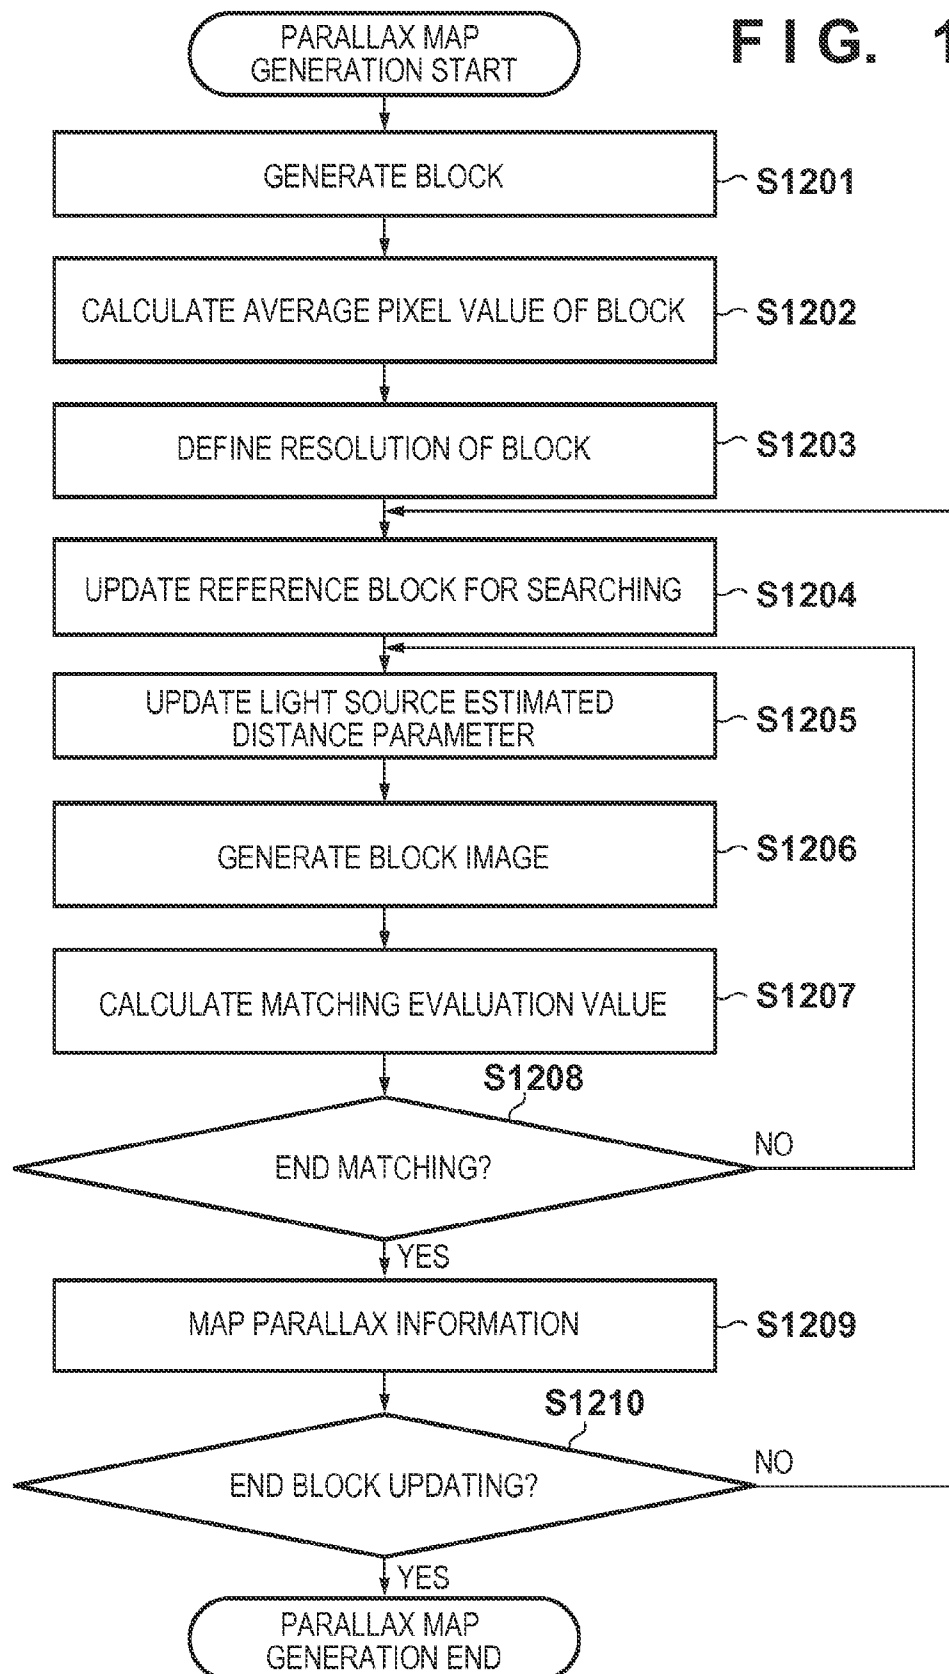 FIG. 1
PARALLAX MAP
GENERATION START
GENERATE BLOCK
S1201
CALCULATE AVERAGE PIXEL VALUE OF BLOCK
S1202
DEFINE RESOLUTION OF BLOCK
S1203
UPDATE REFERENCE BLOCK FOR SEARCHING
S1204
UPDATE LIGHT SOURCE ESTIMATED
DISTANCE PARAMETER
S1205
GENERATE BLOCK IMAGE
S1206
CALCULATE MATCHING EVALUATION VALUE
S1207
S1208
END MATCHING?
NO
YES
MAP PARALLAX INFORMATION
S1209
S1210
END BLOCK UPDATING?
NO
YES
PARALLAX MAP
GENERATION END